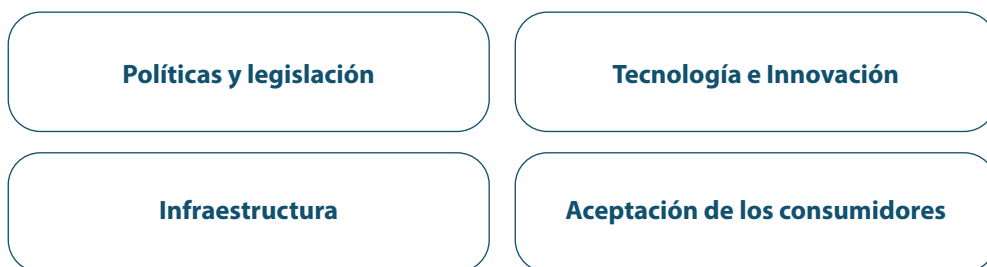 Políticas y legislación
Tecnología e Innovación
Infraestructura
Aceptación de los consumidores